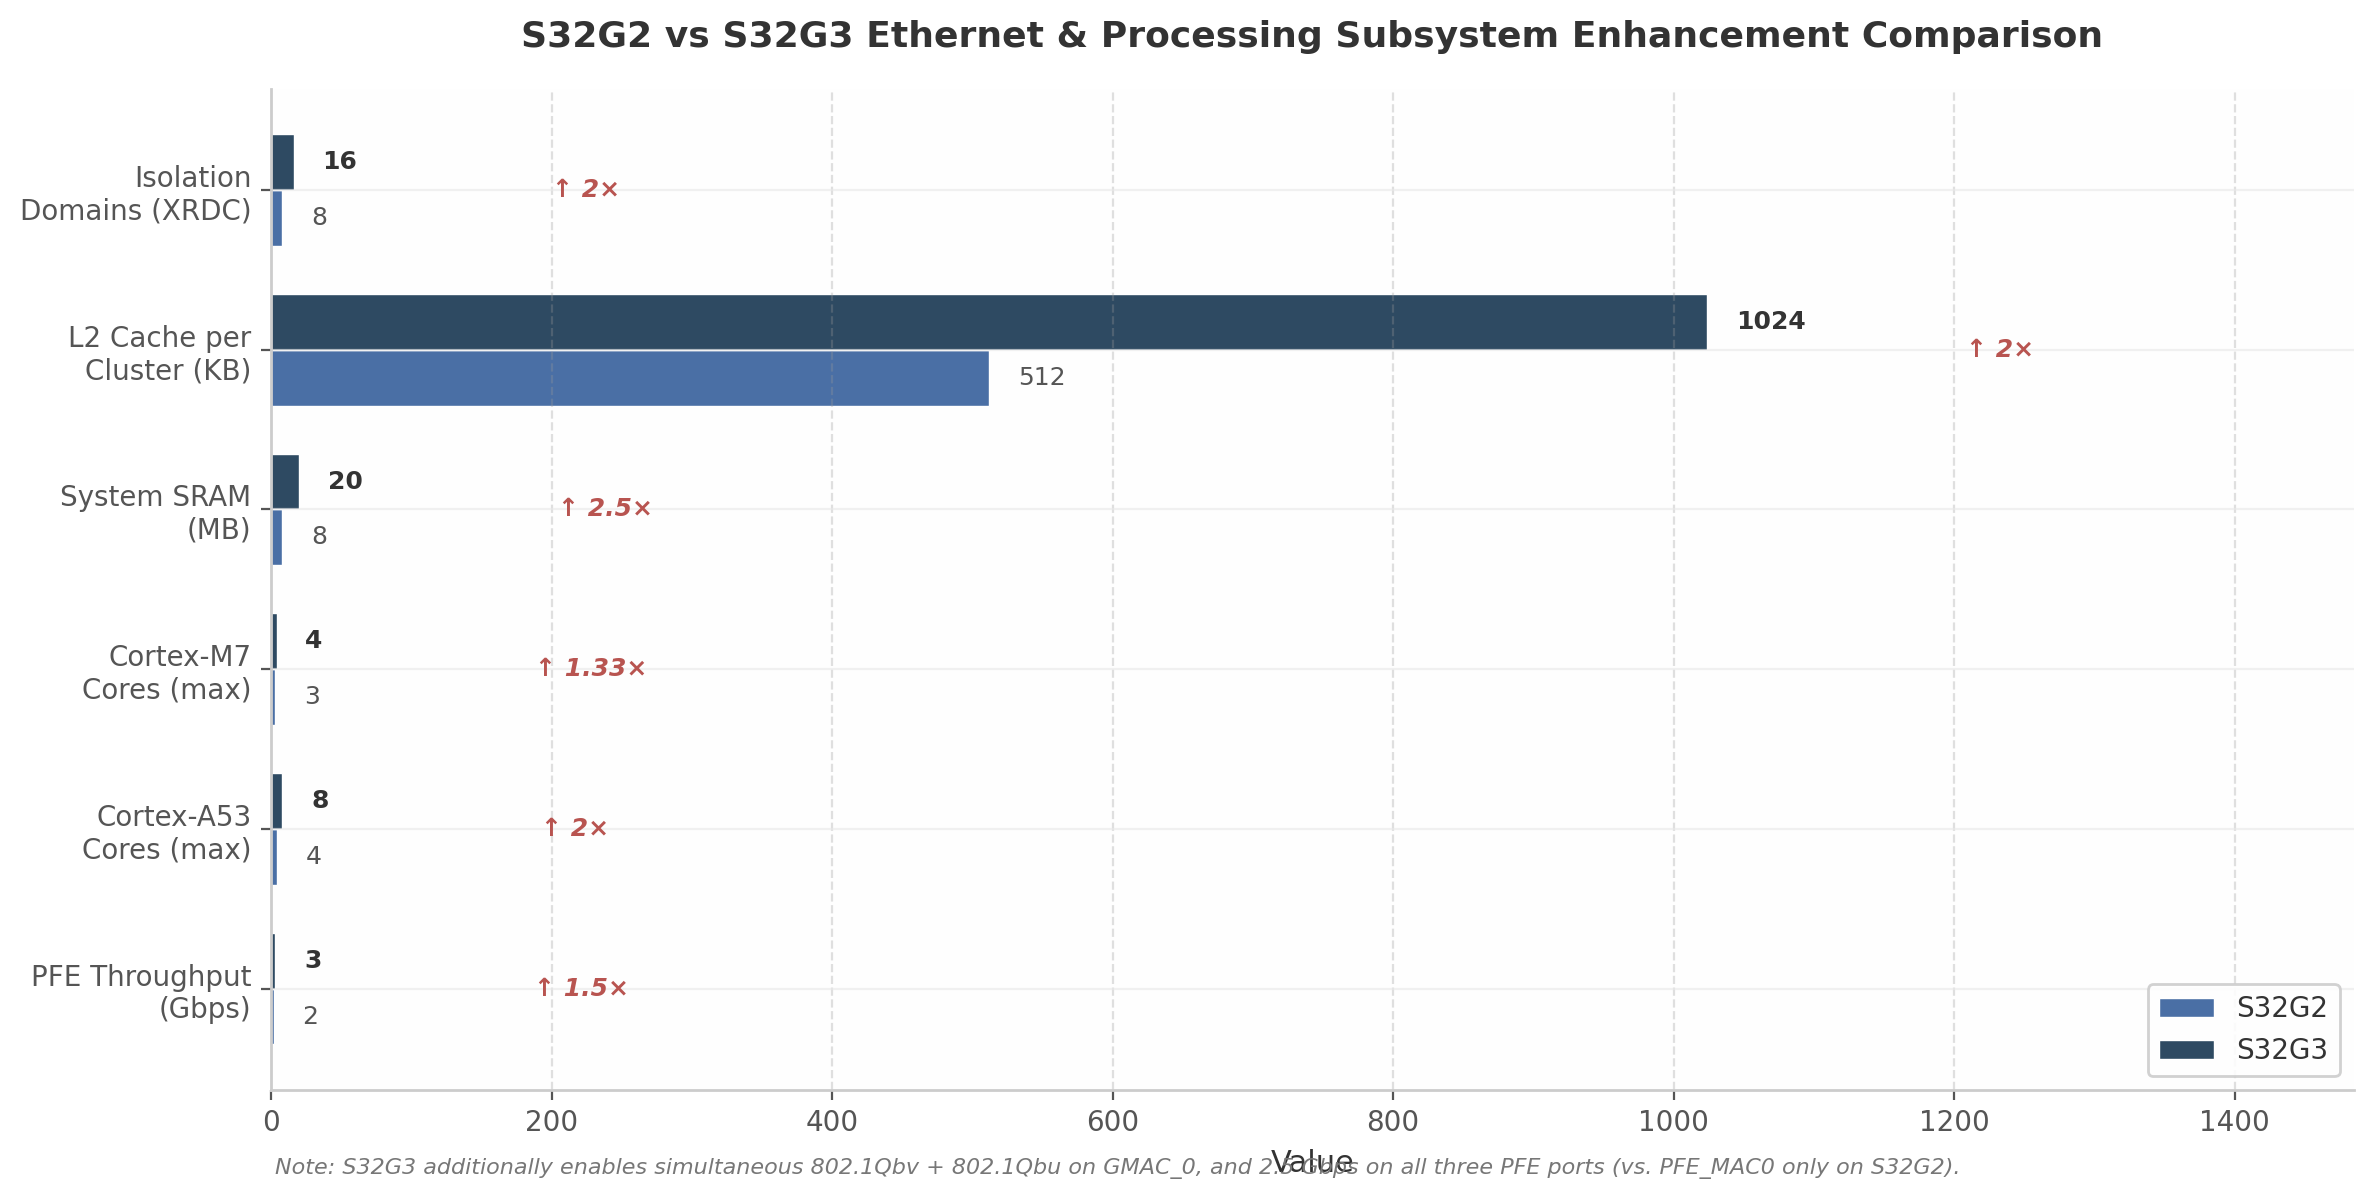 S32G2 vs S32G3 Ethernet & Processing Subsystem Enhancement Comparison
Isolation
Domains (XRDC)
16
8
↑ 2×
L2 Cache per
Cluster (KB)
1024
512
↑ 2×
System SRAM
(MB)
20
8
↑ 2.5×
Cortex-M7
Cores (max)
4
3
↑ 1.33×
Cortex-A53
Cores (max)
8
4
↑ 2×
PFE Throughput
(Gbps)
3
2
↑ 1.5×
S32G2
S32G3
0
200
400
600
800
1000
1200
1400
Value
Note: S32G3 additionally enables simultaneous 802.1Qbv + 802.1Qbu on GMAC_0, and 2.5 Gbps on all three PFE ports (vs. PFE_MAC0 only on S32G2).